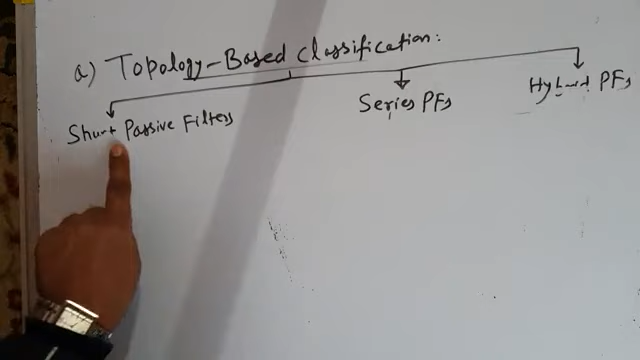 a) Topology-Based Classification:
Shunt Passive Filters
Series PFs
Hybrid PFs